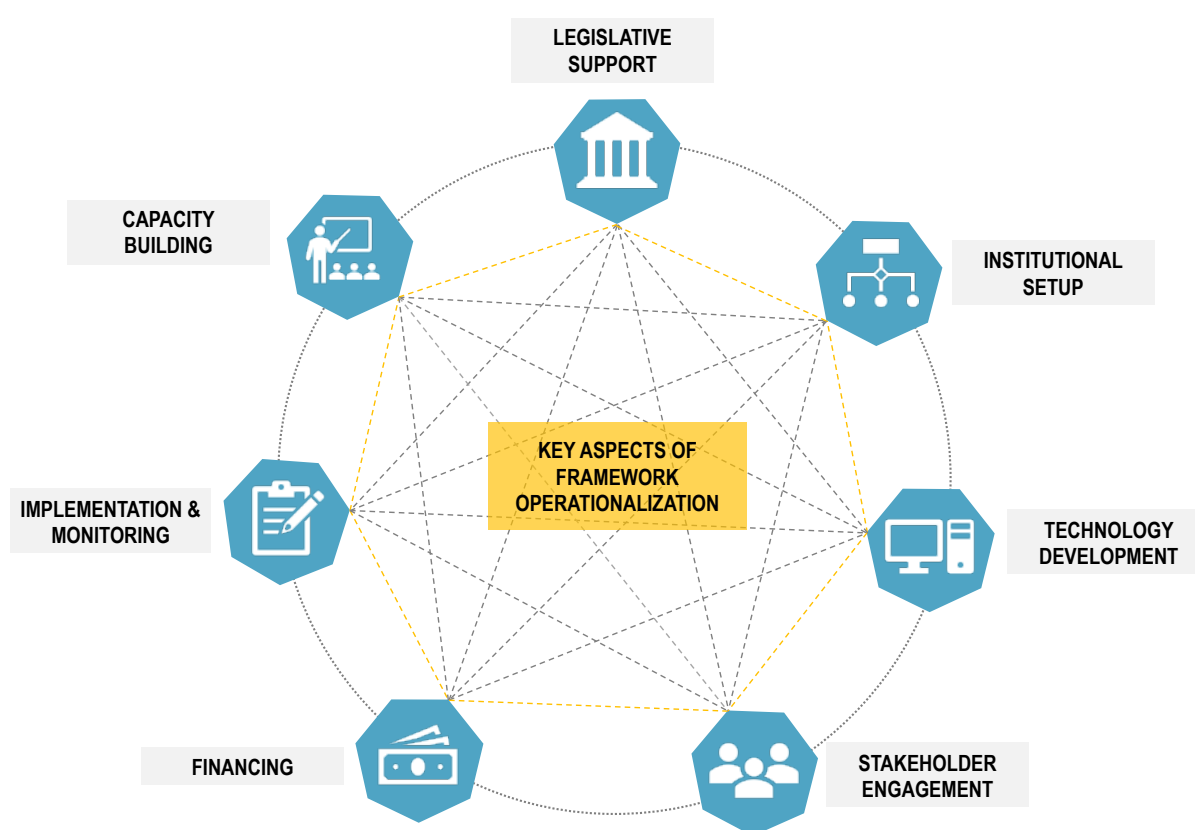 LEGISLATIVE
SUPPORT
CAPACITY
BUILDING
INSTITUTIONAL
SETUP
KEY ASPECTS OF
FRAMEWORK
OPERATIONALIZATION
IMPLEMENTATION &
MONITORING
TECHNOLOGY
DEVELOPMENT
FINANCING
STAKEHOLDER
ENGAGEMENT